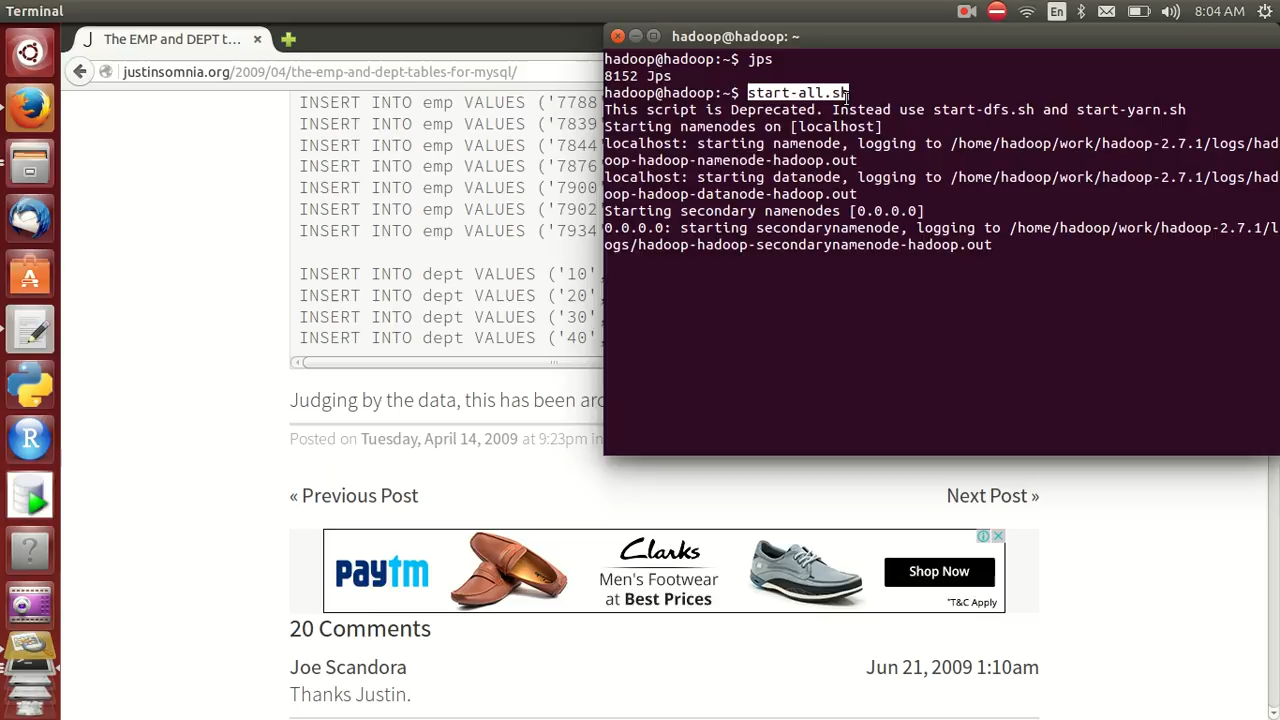 Terminal
En
8:04 AM
The EMP and DEPT t...
justinsomnia.org/2009/04/the-emp-and-dept-tables-for-mysql/
INSERT INTO emp VALUES ('7788'
INSERT INTO emp VALUES ('7839'
INSERT INTO emp VALUES ('7844'
INSERT INTO emp VALUES ('7876'
INSERT INTO emp VALUES ('7900'
INSERT INTO emp VALUES ('7902'
INSERT INTO emp VALUES ('7934'
INSERT INTO dept VALUES ('10',
INSERT INTO dept VALUES ('20',
INSERT INTO dept VALUES ('30',
INSERT INTO dept VALUES ('40',
Judging by the data, this has been
Posted on Tuesday, April 14, 2009 at 9:23pm in
« Previous Post
Next Post »
paytm
Clarks
Men's Footwear
at Best Prices
Shop Now
*T&C Apply
20 Comments
Joe Scandora
Jun 21, 2009 1:10am
Thanks Justin.
hadoop@hadoop: ~
hadoop@hadoop:~$ jps
8152 Jps
hadoop@hadoop:~$ start-all.sh
This script is Deprecated. Instead use start-dfs.sh and start-yarn.sh
Starting namenodes on [localhost]
localhost: starting namenode, logging to /home/hadoop/work/hadoop-2.7.1/logs/had
oop-hadoop-namenode-hadoop.out
localhost: starting datanode, logging to /home/hadoop/work/hadoop-2.7.1/logs/had
oop-hadoop-datanode-hadoop.out
Starting secondary namenodes [0.0.0.0]
0.0.0.0: starting secondarynamenode, logging to /home/hadoop/work/hadoop-2.7.1/l
ogs/hadoop-hadoop-secondarynamenode-hadoop.out